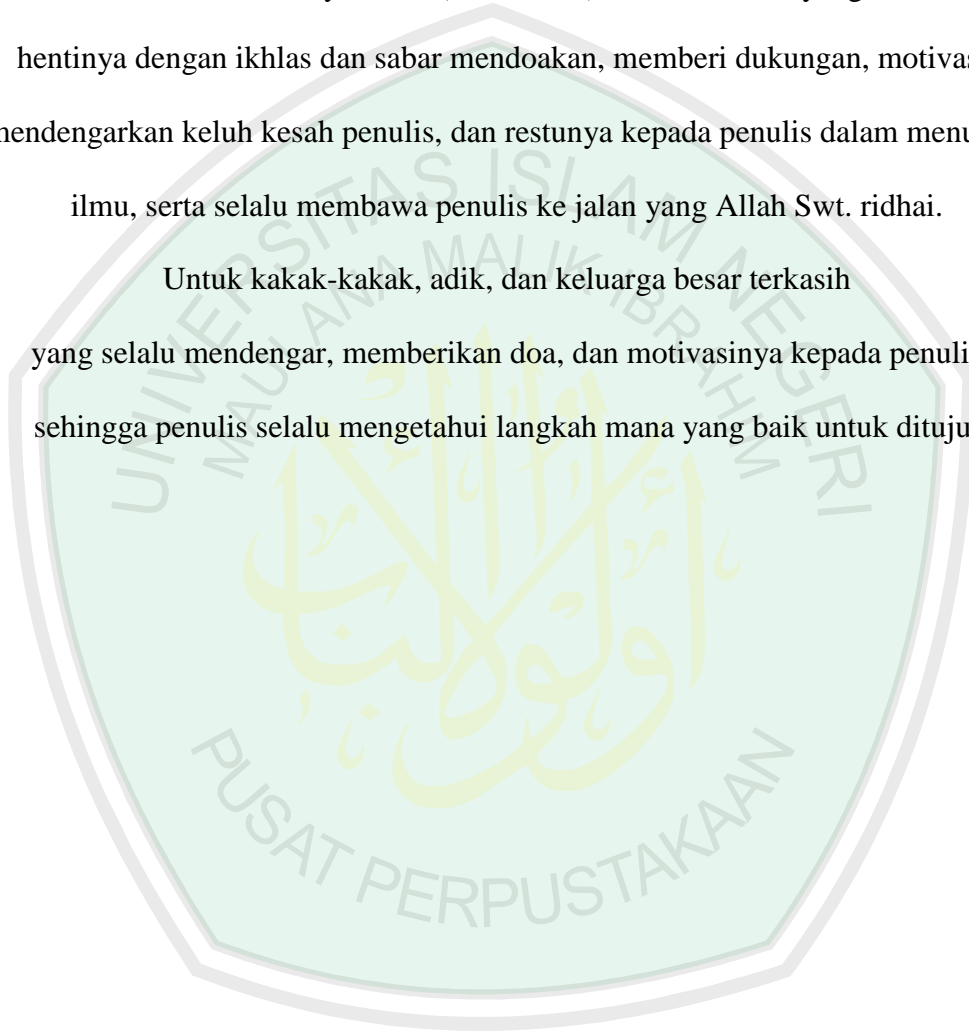 hentinya dengan ikhlas dan sabar mendoakan, memberi dukungan, motivas
mendengarkan keluh kesah penulis, dan restunya kepada penulis dalam menu
ilmu, serta selalu membawa penulis ke jalan yang Allah Swt. ridhai.
Untuk kakak-kakak, adik, dan keluarga besar terkasih
yang selalu mendengar, memberikan doa, dan motivasinya kepada penuli
sehingga penulis selalu mengetahui langkah mana yang baik untuk dituju
UNIVERSITAS ISLAM NEGERI
MAULANA MALIK IBRAHIM
أولو الألباب
PUSAT PERPUSTAKAAN